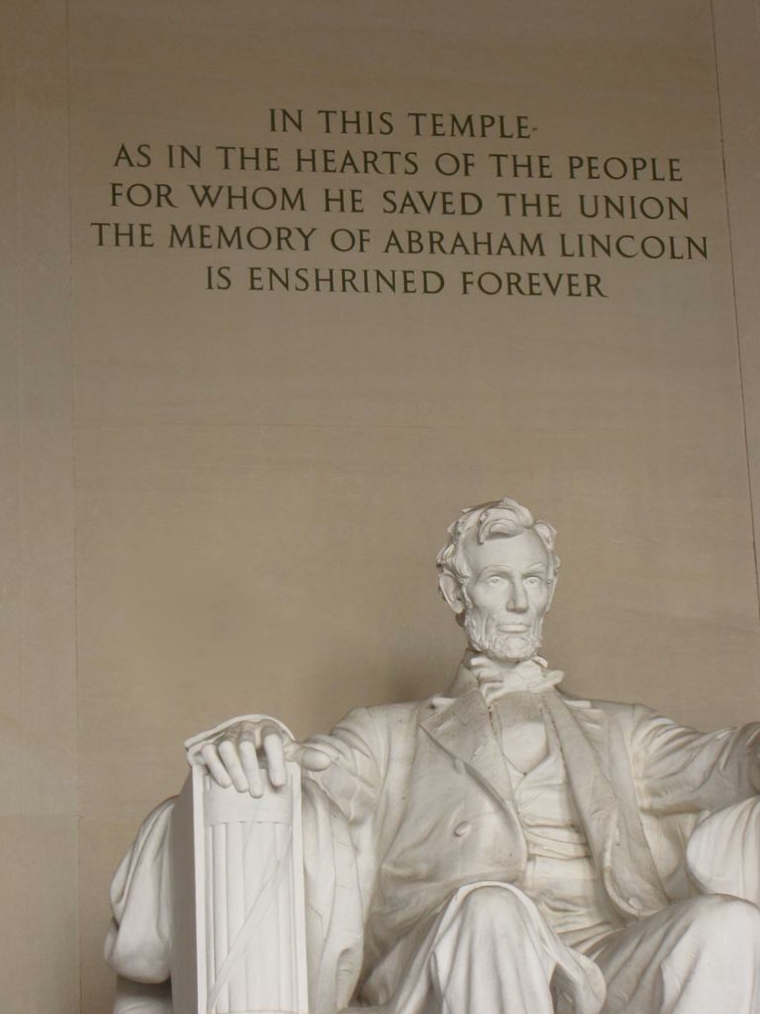 IN THIS TEMPLE
AS IN THE HEARTS OF THE PEOPLE
FOR WHOM HE SAVED THE UNION
THE MEMORY OF ABRAHAM LINCOLN
IS ENSHRINED FOREVER